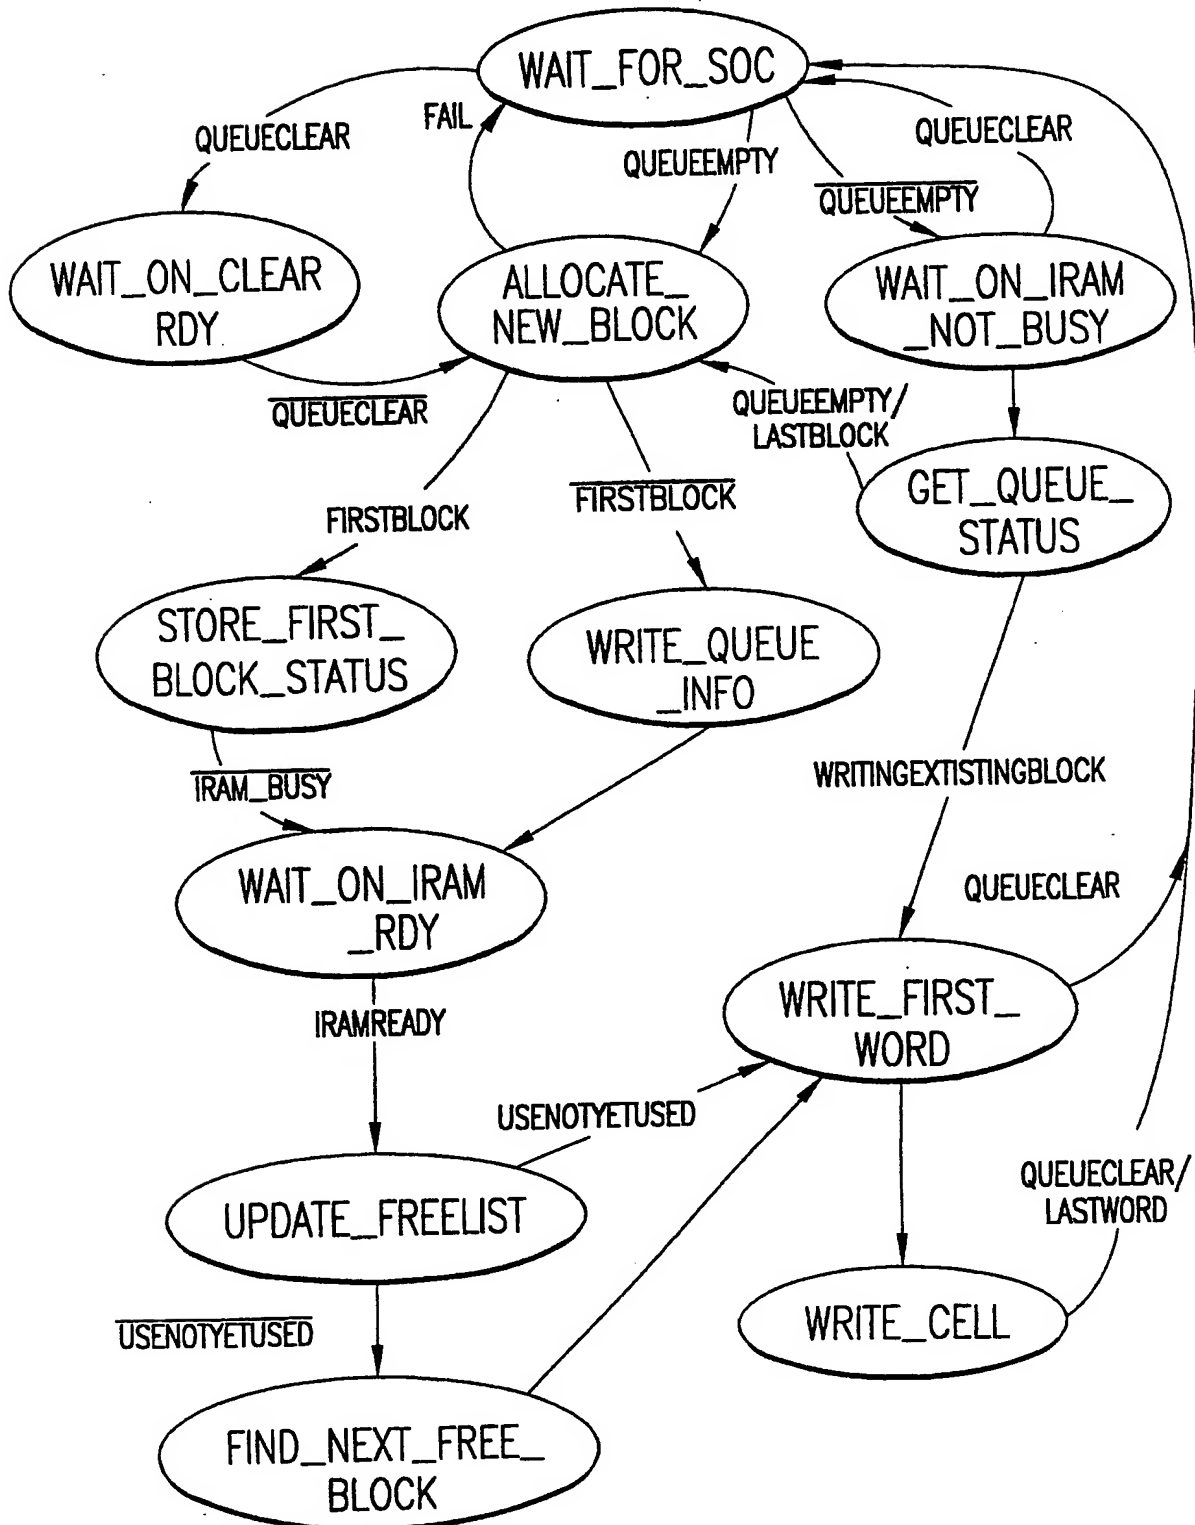 WAIT_FOR_SOC
FAIL
QUEUECLEAR
QUEUECLEAR
QUEUEEMPTY
QUEUEEMPTY
WAIT_ON_CLEAR
RDY
ALLOCATE_
NEW_BLOCK
WAIT_ON_IRAM
_NOT_BUSY
QUEUECLEAR
QUEUEEMPTY/
LASTBLOCK
GET_QUEUE_
STATUS
FIRSTBLOCK
FIRSTBLOCK
STORE_FIRST_
BLOCK_STATUS
WRITE_QUEUE
_INFO
IRAM_BUSY
WRITINGEXTISTINGBLOCK
WAIT_ON_IRAM
_RDY
QUEUECLEAR
IRAMREADY
WRITE_FIRST_
WORD
USENOTYETUSED
UPDATE_FREELIST
QUEUECLEAR/
LASTWORD
USENOTYETUSED
WRITE_CELL
FIND_NEXT_FREE_
BLOCK